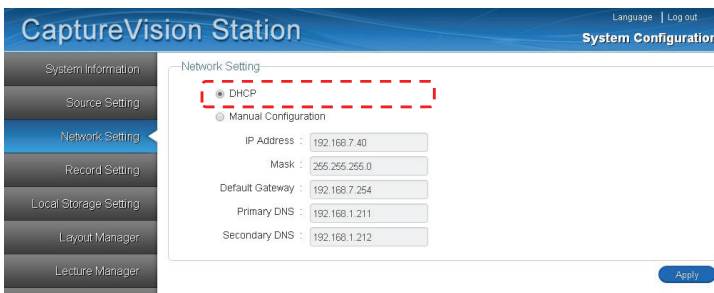 CaptureVision Station
Language | Log out
System Configuration
System Information
Source Setting
Network Setting
Record Setting
Local Storage Setting
Layout Manager
Lecture Manager
Network Setting
DHCP
Manual Configuration
IP Address : 192.168.7.40
Mask : 255.255.255.0
Default Gateway : 192.168.7.254
Primary DNS : 192.168.1.211
Secondary DNS : 192.168.1.212
Apply